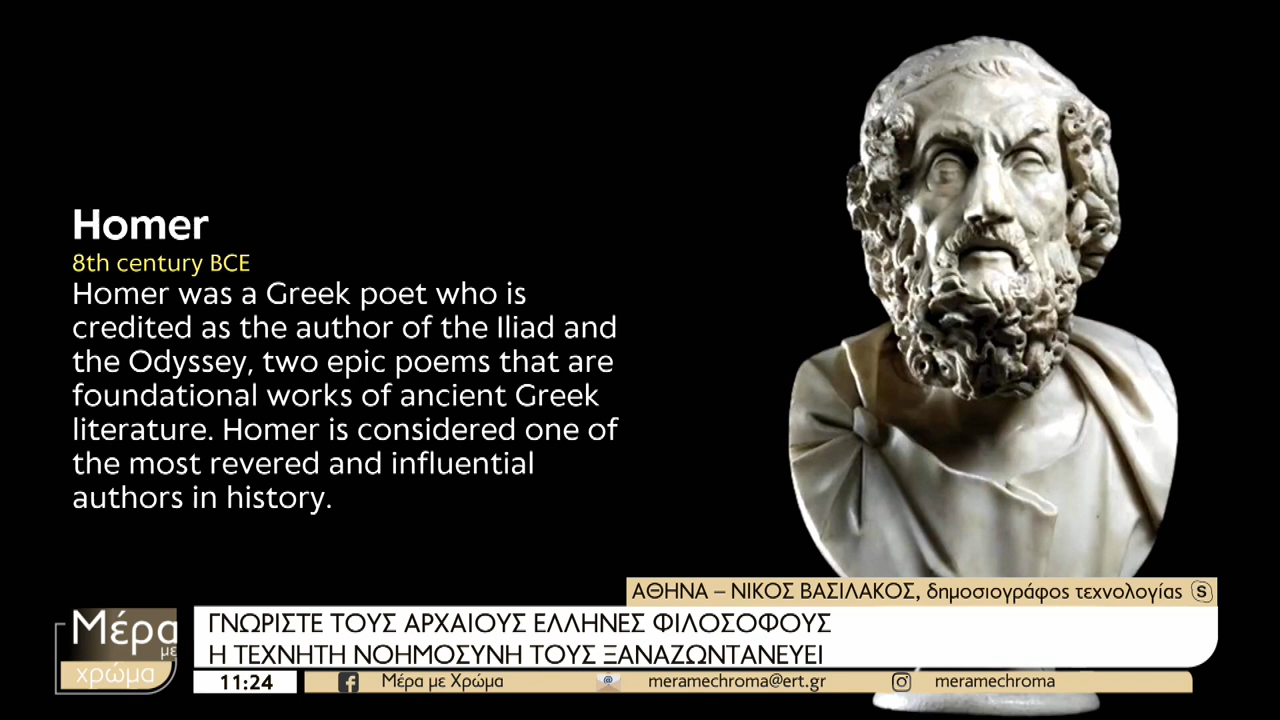 Homer
8th century BCE
Homer was a Greek poet who is
credited as the author of the Iliad and
the Odyssey, two epic poems that are
foundational works of ancient Greek
literature. Homer is considered one of
the most revered and influential
authors in history.
ΑΘΗΝΑ – ΝΙΚΟΣ ΒΑΣΙΛΑΚΟΣ, δημοσιογράφος τεχνολογίας
Μέρα
με
χρώμα
ΓΝΩΡΙΣΤΕ ΤΟΥΣ ΑΡΧΑΙΟΥΣ ΕΛΛΗΝΕΣ ΦΙΛΟΣΟΦΟΥΣ
Η ΤΕΧΝΗΤΗ ΝΟΗΜΟΣΥΝΗ ΤΟΥΣ ΞΑΝΑΖΩΝΤΑΝΕΥΕΙ
11:24 Μέρα με Χρώμα meramechroma@ert.gr meramechroma